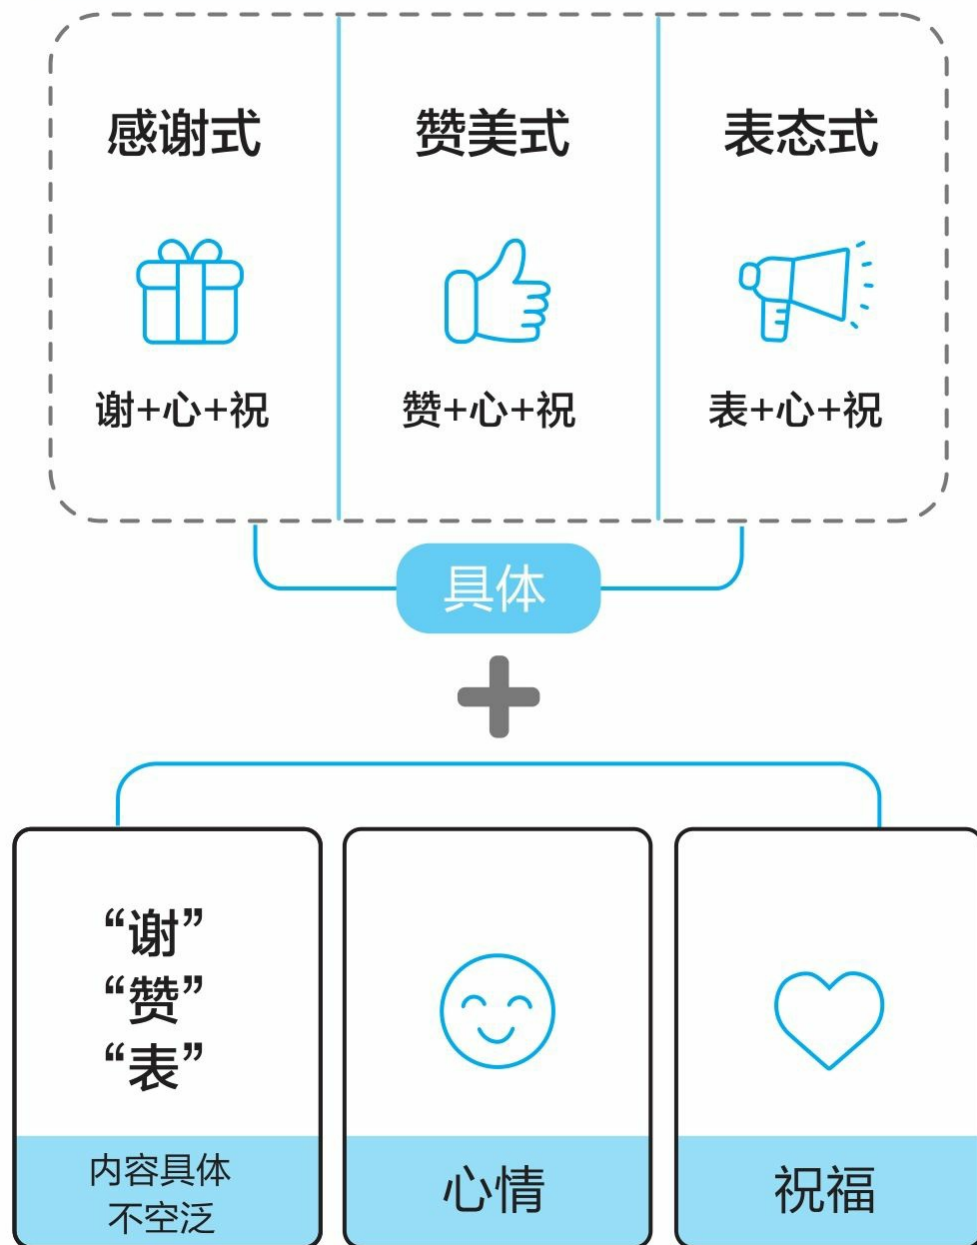 感谢式
赞美式
表态式
谢+心+祝
赞+心+祝
表+心+祝
具体
“谢”
“赞”
“表”
内容具体
不空泛
心情
祝福